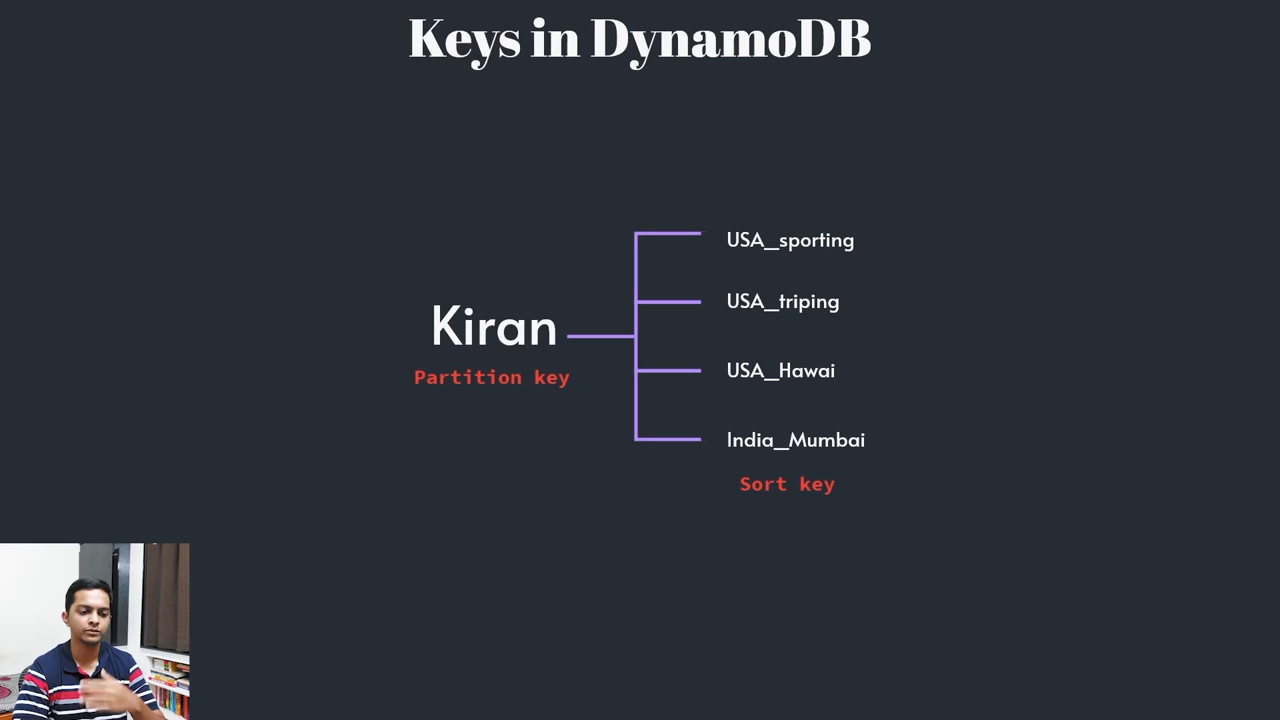 Keys in DynamoDB
USA_sporting
USA_triping
Kiran
Partition key
USA_Hawai
India_Mumbai
Sort key